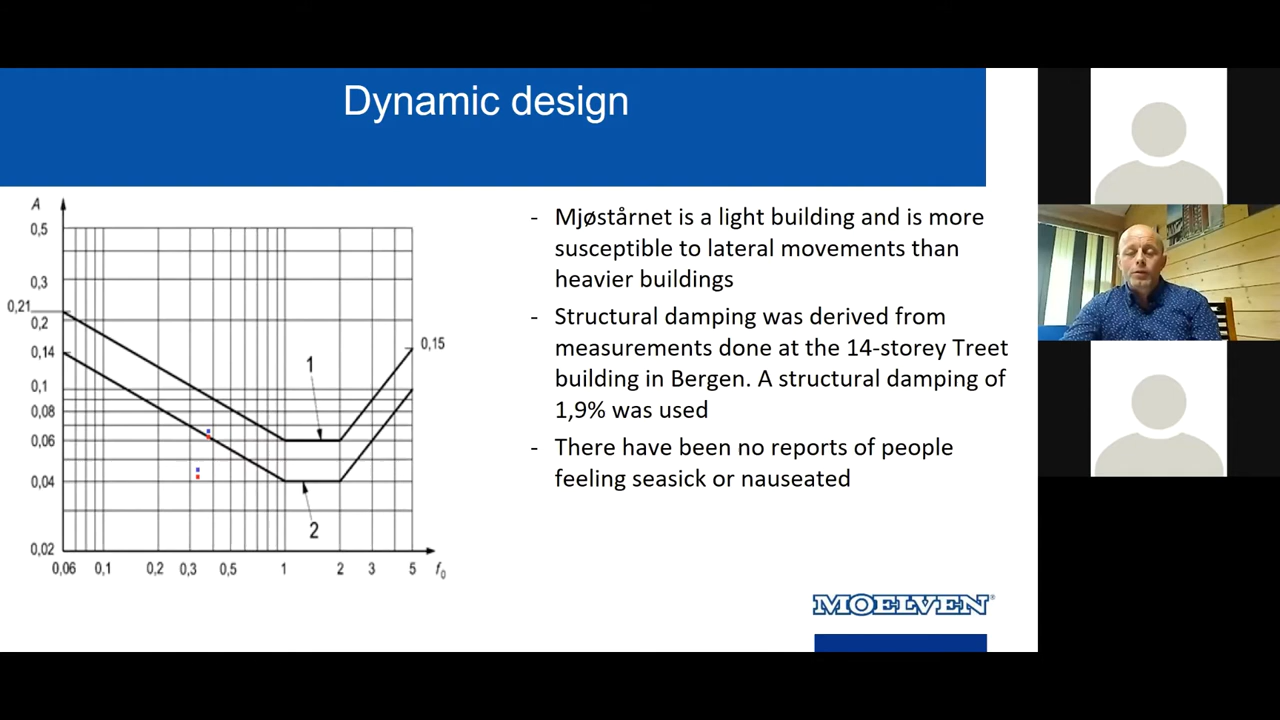 Dynamic design
A
0,5
0,3
0,21
0,2
0,14
0,1
0,08
0,06
0,04
0,02
0,15
1
2
0,06 0,1 0,2 0,3 0,5 1 2 3 5 f0
- Mjøstårnet is a light building and is more
susceptible to lateral movements than
heavier buildings
- Structural damping was derived from
measurements done at the 14-storey Treet
building in Bergen. A structural damping of
1,9% was used
- There have been no reports of people
feeling seasick or nauseated
MOELVEN®